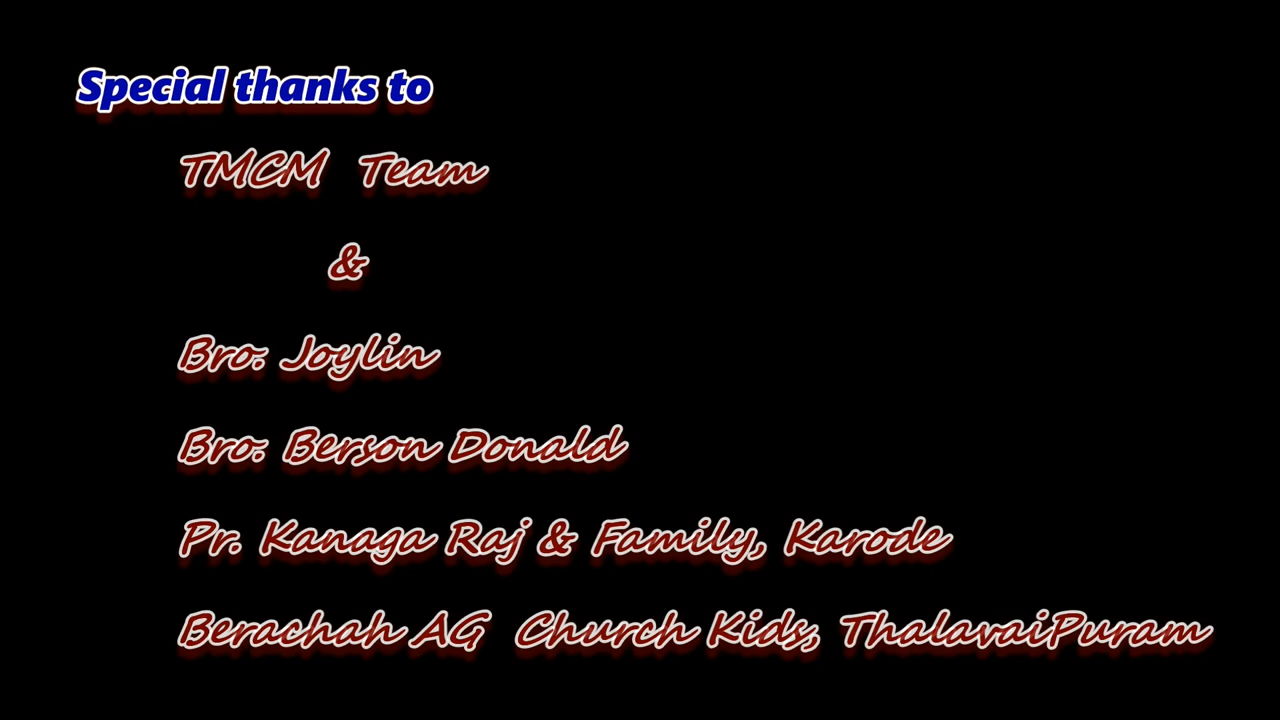 Special thanks to
TMCM Team
&
Bro. Joylin
Bro. Berson Donald
Pr. Kanaga Raj & Family, Karode
Berachah AG Church Kids, ThalavaiPuram